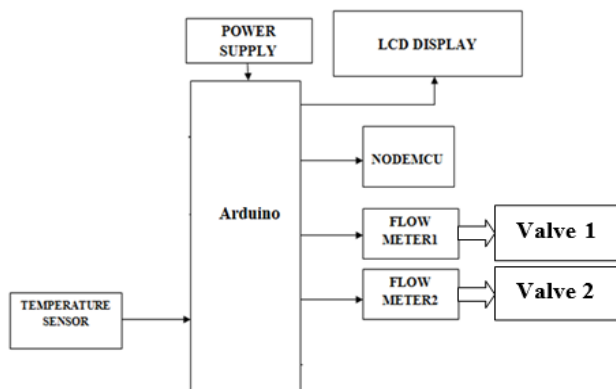 POWER
SUPPLY
LCD DISPLAY
NODEMCU
Arduino
FLOW
METER1
Valve 1
FLOW
METER2
Valve 2
TEMPERATURE
SENSOR